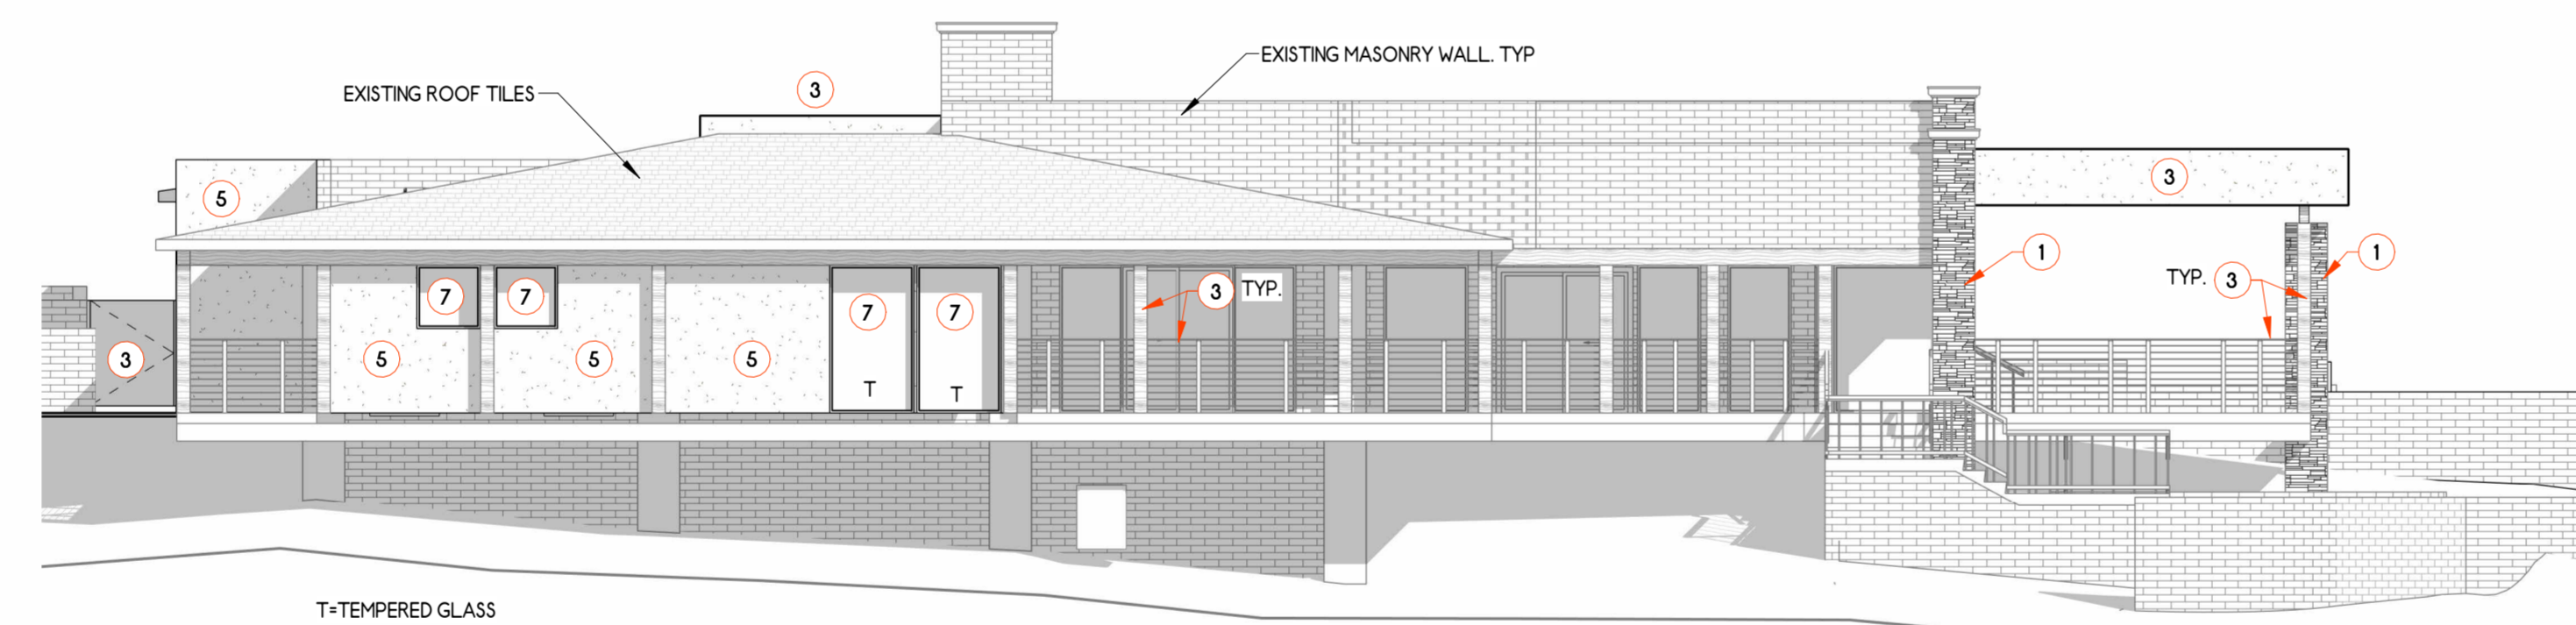 EXISTING MASONRY WALL. TYP
EXISTING ROOF TILES
3
3
5
1
1
TYP. 3
7
7
3 TYP.
7
7
3
5
5
5
T
T
T=TEMPERED GLASS